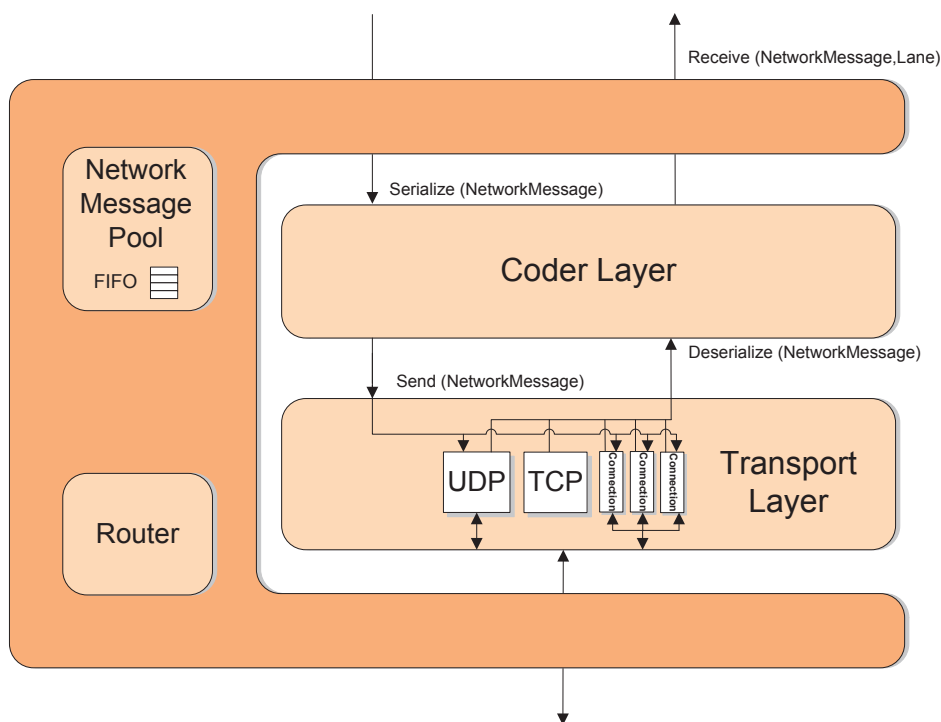 Receive (NetworkMessage,Lane)
Network
Message
Pool
FIFO
Serialize (NetworkMessage)
Coder Layer
Deserialize (NetworkMessage)
Send (NetworkMessage)
UDP
TCP
Connection
Connection
Connection
Transport
Layer
Router